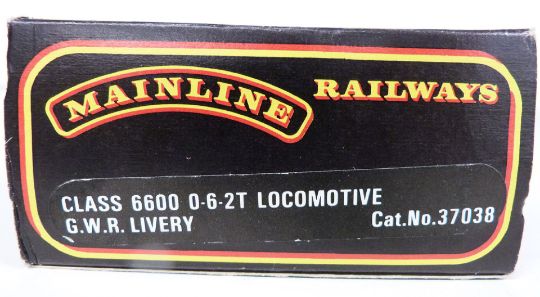 MAINLINE RAILWAYS
CLASS 6600 0-6-2T LOCOMOTIVE
G.W.R. LIVERY Cat.No.37038